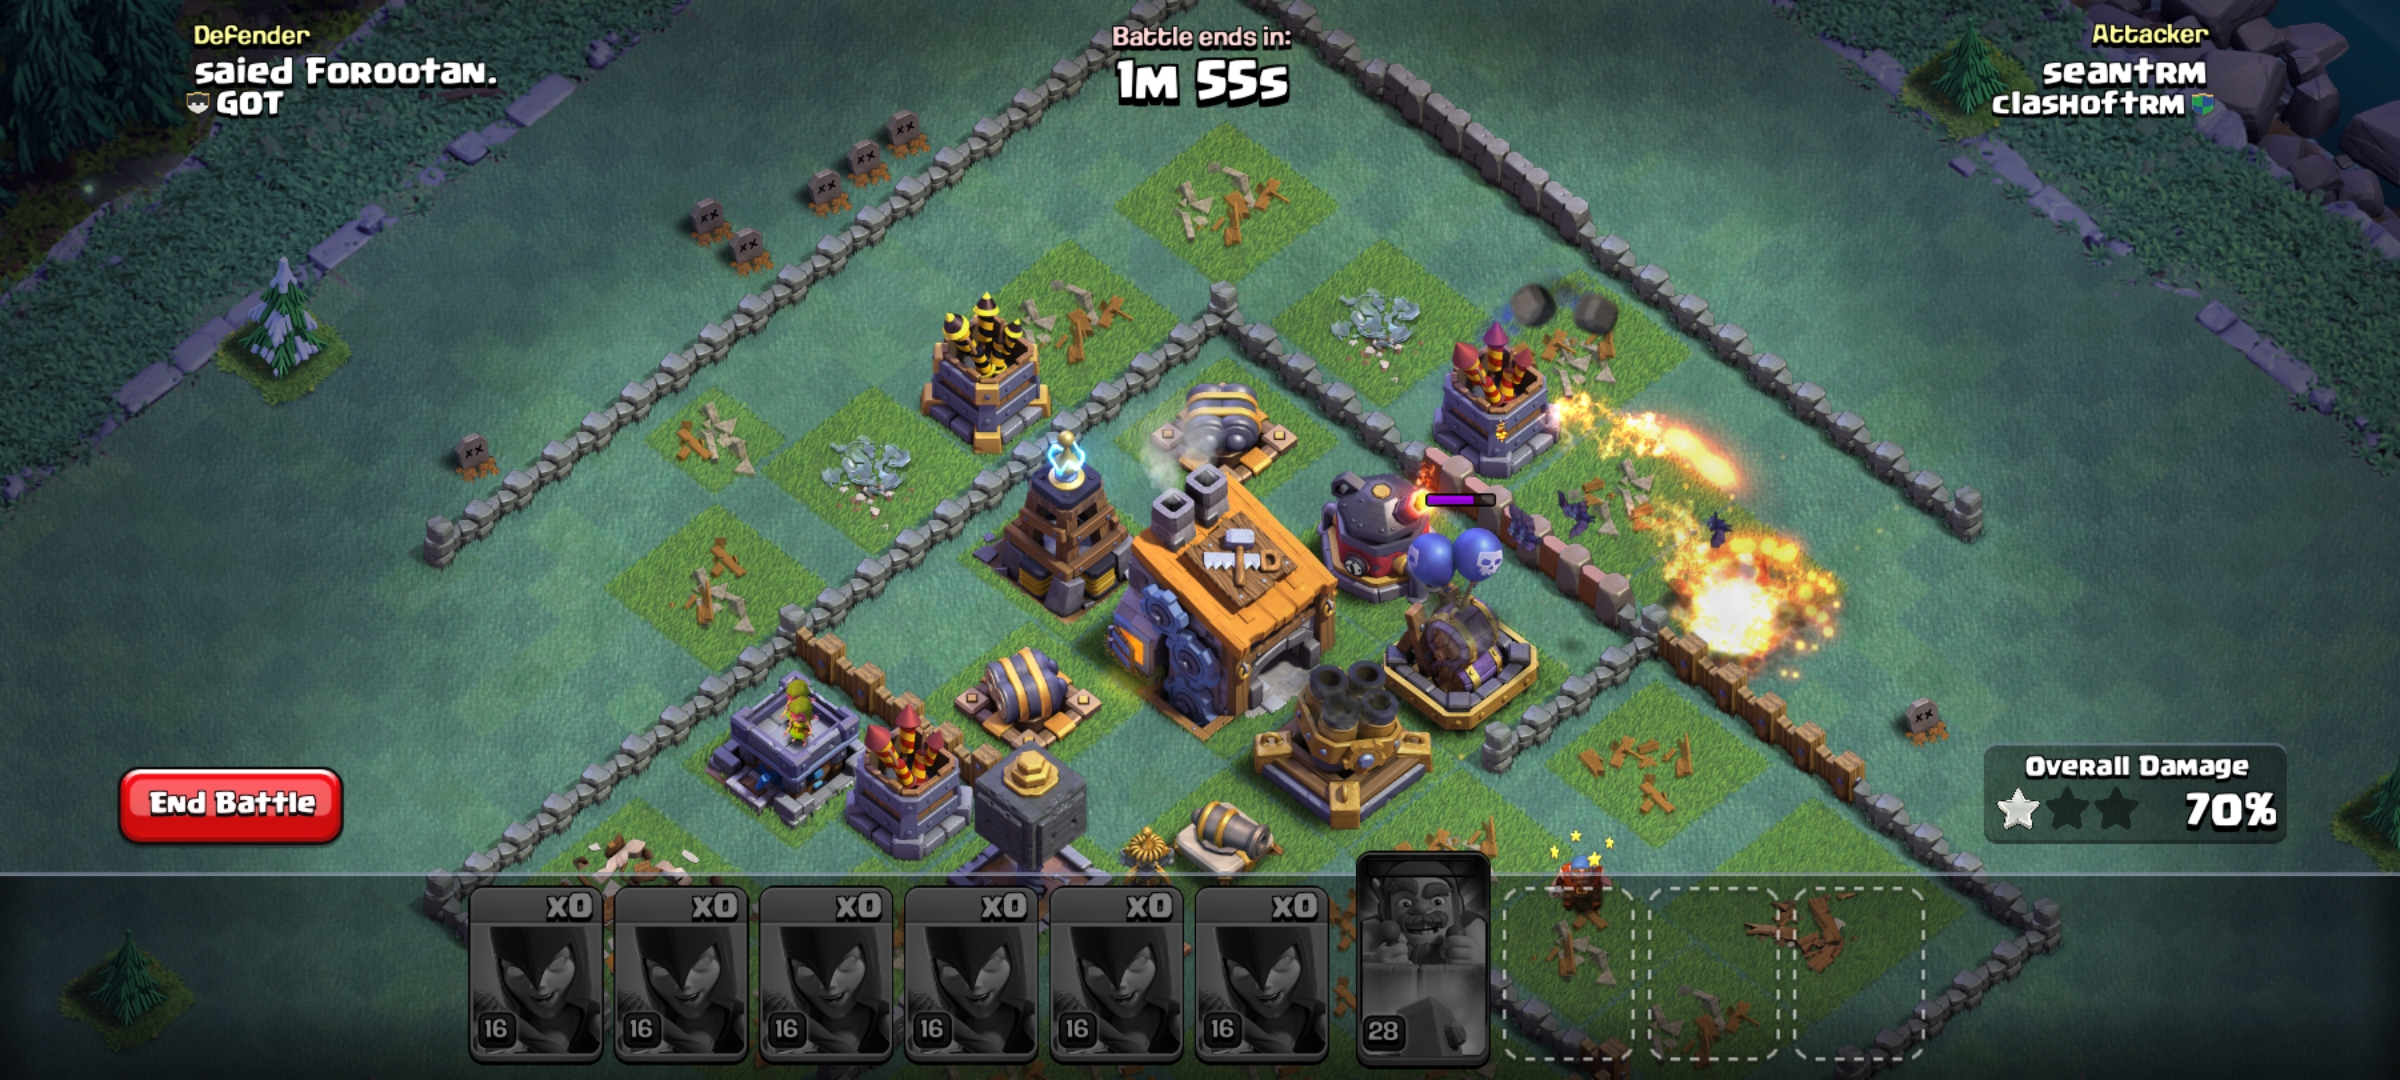 Defender
saied Forootan.
GOT
Battle ends in:
1M 55s
Attacker
seantrm
clashoftrm
End Battle
Overall Damage
70%
x0
x0
x0
x0
x0
x0
16
16
16
16
16
16
28